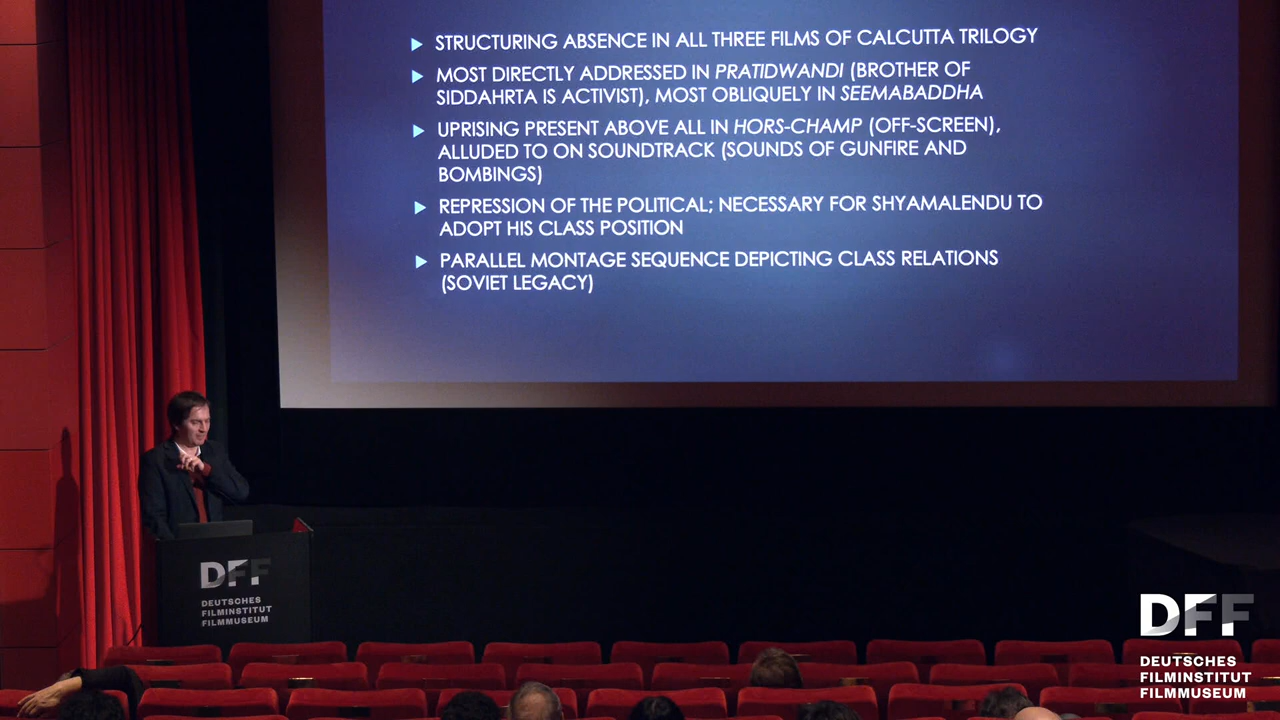 STRUCTURING ABSENCE IN ALL THREE FILMS OF CALCUTTA TRILOGY
MOST DIRECTLY ADDRESSED IN PRATIDWANDI (BROTHER OF
SIDDAHRTA IS ACTIVIST), MOST OBLIQUELY IN SEEMABADDHA
UPRISING PRESENT ABOVE ALL IN HORS-CHAMP (OFF-SCREEN),
ALLUDED TO ON SOUNDTRACK (SOUNDS OF GUNFIRE AND
BOMBINGS)
REPRESSION OF THE POLITICAL; NECESSARY FOR SHYAMALENDU TO
ADOPT HIS CLASS POSITION
PARALLEL MONTAGE SEQUENCE DEPICTING CLASS RELATIONS
(SOVIET LEGACY)
DFF
DEUTSCHES
FILMINSTITUT
FILMMUSEUM
DFF
DEUTSCHES
FILMINSTITUT
FILMMUSEUM